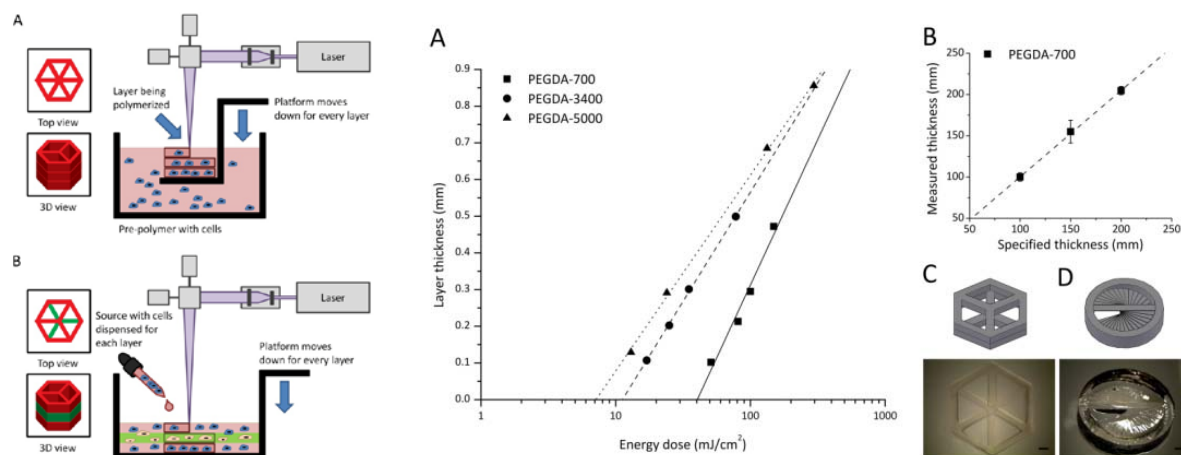 A
Laser
Layer being
polymerized
Platform moves
down for every
layer
Top view
3D view
Pre-polymer with cells
B
Laser
Source with cells
dispensed for
each layer
Platform moves
down for every
layer
Top view
3D view
A
PEGDA-700
PEGDA-3400
PEGDA-5000
Layer thickness (mm)
0.9
0.8
0.7
0.6
0.5
0.4
0.3
0.2
0.1
0
1
10
100
1000
Energy dose (mJ/cm²)
B
PEGDA-700
Measured thickness (mm)
250
200
150
100
50
50
100
150
200
250
Specified thickness (mm)
C
D